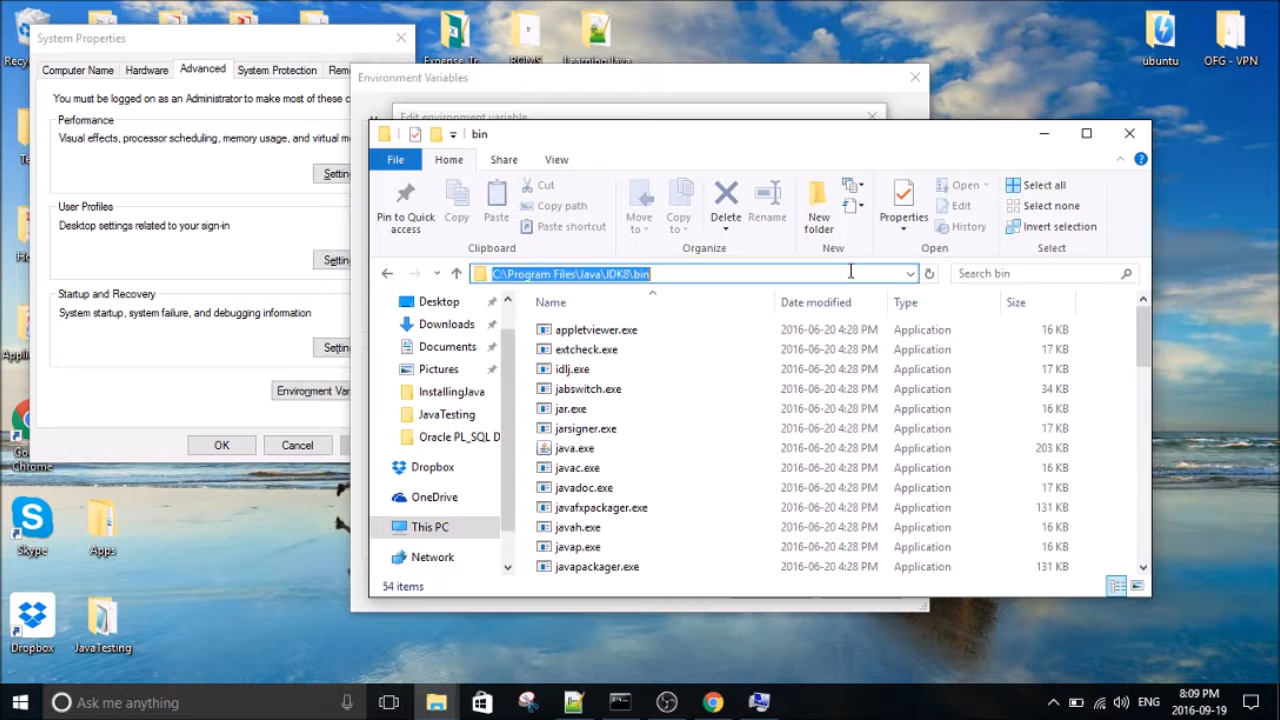 System Properties
Computer Name
Hardware
Advanced
System Protection
You must be logged on as an Administrator to make most of these
Performance
Visual effects, processor scheduling, memory usage, and virtual
User Profiles
Desktop settings related to your sign-in
Startup and Recovery
System startup, system failure, and debugging information
OK
Cancel
Environment Variables
Edit environment variable
bin
File
Home
Share
View
Pin to Quick access
Copy
Paste
Cut
Copy path
Paste shortcut
Clipboard
Move to
Copy to
Delete
Rename
Organize
New folder
New
Properties
Open
Edit
History
Open
Select all
Select none
Invert selection
Select
C:\Program Files\Java\JDK8\bin
Search bin
Desktop
Downloads
Documents
Pictures
InstallingJava
JavaTesting
Oracle PL_SQL D
Dropbox
OneDrive
This PC
Network
Name Date modified Type Size
appletviewer.exe 2016-06-20 4:28 PM Application 16 KB
extcheck.exe 2016-06-20 4:28 PM Application 17 KB
idlj.exe 2016-06-20 4:28 PM Application 16 KB
jabswitch.exe 2016-06-20 4:28 PM Application 34 KB
jar.exe 2016-06-20 4:28 PM Application 16 KB
jarsigner.exe 2016-06-20 4:28 PM Application 16 KB
java.exe 2016-06-20 4:28 PM Application 203 KB
javac.exe 2016-06-20 4:28 PM Application 16 KB
javadoc.exe 2016-06-20 4:28 PM Application 17 KB
javafxpackager.exe 2016-06-20 4:28 PM Application 131 KB
javah.exe 2016-06-20 4:28 PM Application 16 KB
javap.exe 2016-06-20 4:28 PM Application 16 KB
javapackager.exe 2016-06-20 4:28 PM Application 131 KB
54 items
ubuntu
OFG - VPN
Chrome
Skype
Apps
Dropbox
JavaTesting
Ask me anything
ENG
8:09 PM
2016-09-19